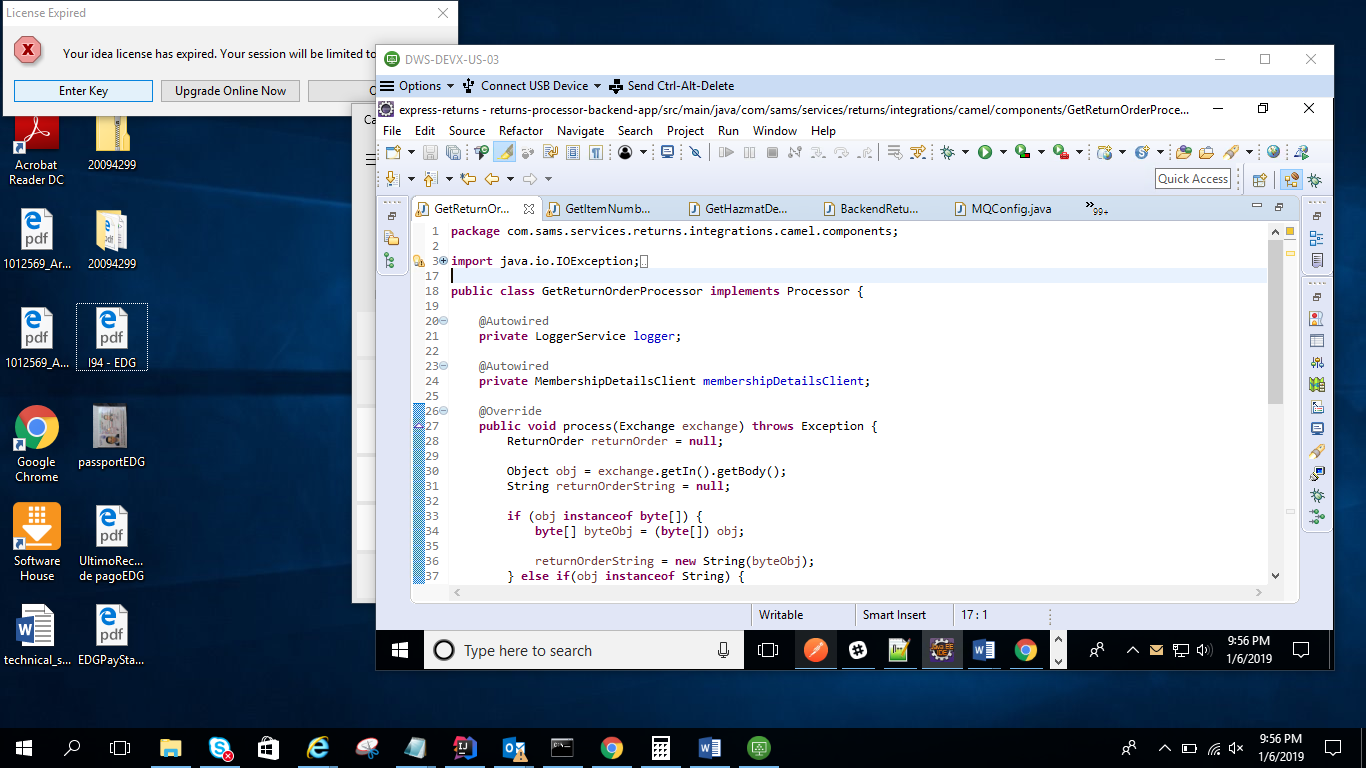 License Expired
Your idea license has expired. Your session will be limited to
Enter Key
Upgrade Online Now
Acrobat
Reader DC
20094299
1012569_Ar...
20094299
1012569_A...
I94 - EDG
Google
Chrome
passportEDG
Software
House
UltimoRec...
de pagoEDG
technical_s...
EDGPaySta...
DWS-DEVX-US-03
Options
Connect USB Device
Send Ctrl-Alt-Delete
express-returns - returns-processor-backend-app/src/main/java/com/sams/services/returns/integrations/camel/components/GetReturnOrderProce...
File Edit Source Refactor Navigate Search Project Run Window Help
Quick Access
GetReturnOr...
GetItemNumb...
GetHazmatDe...
BackendRetu...
MQConfig.java
99+
1 package com.sams.services.returns.integrations.camel.components;
2
3 import java.io.IOException;
17
18 public class GetReturnOrderProcessor implements Processor {
19
20 @Autowired
21 private LoggerService logger;
22
23 @Autowired
24 private MembershipDetailsClient membershipDetailsClient;
25
26 @Override
27 public void process(Exchange exchange) throws Exception {
28 ReturnOrder returnOrder = null;
29
30 Object obj = exchange.getIn().getBody();
31 String returnOrderString = null;
32
33 if (obj instanceof byte[]) {
34 byte[] byteObj = (byte[]) obj;
35
36 returnOrderString = new String(byteObj);
37 } else if(obj instanceof String) {
Writable
Smart Insert
17 : 1
Type here to search
9:56 PM
1/6/2019
9:56 PM
1/6/2019